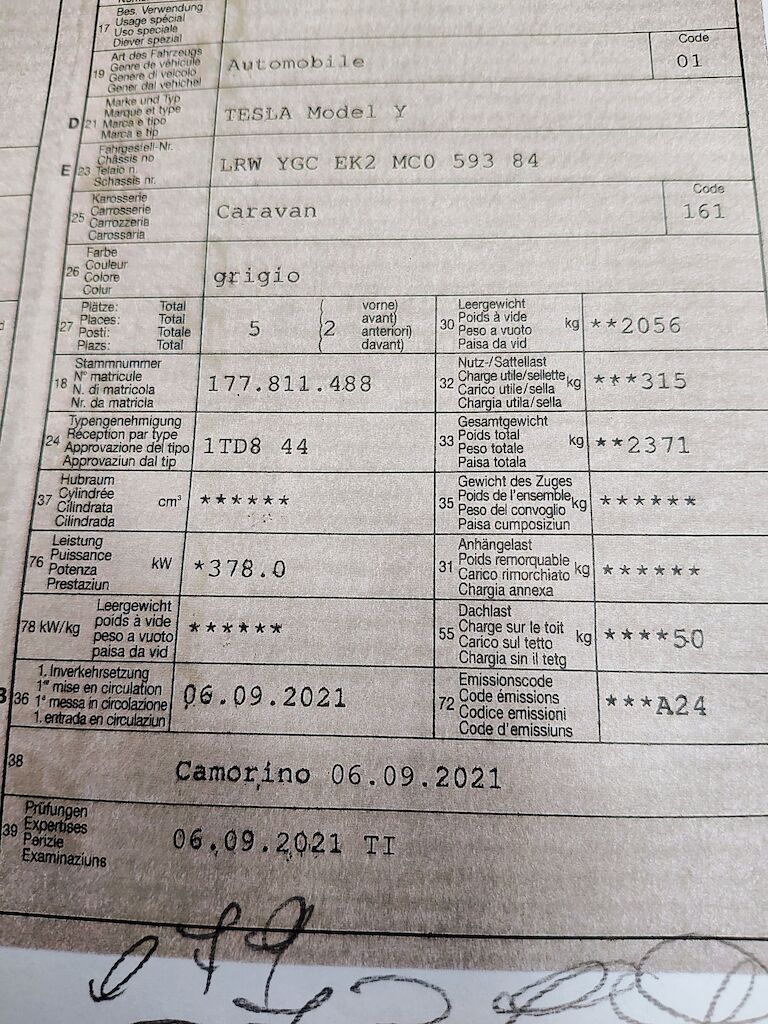 17 Bes. Verwendung
Usage spécial
Uso speciale
Diever spezial
19 Art des Fahrzeugs
Genre de véhicule
Genere di veicolo
Gener dal vehichel
Automobile
Code
01
D 21 Marke und Typ
Marque et type
Marca e tipo
Marca e tip
TESLA Model Y
E 23 Fahrgestell-Nr.
Châssis no
Telaio n.
Schassis nr.
LRW YGC EK2 MC0 593 84
25 Karosserie
Carrosserie
Carrozzeria
Carossaria
Caravan
Code
161
26 Farbe
Couleur
Colore
Colur
grigio
27 Plätze: Total
Places: Total
Posti: Totale
Plazs: Total
5 (2 vorne)
avant)
anteriori)
davant)
30 Leergewicht
Poids à vide
Peso a vuoto
Paisa da vid
kg **2056
18 Stammnummer
N° matricule
N. di matricola
Nr. da matricla
177.811.488
32 Nutz-/Sattellast
Charge utile/sellette
Carico utile/sella
Chargia utila/sella
kg ***315
24 Typengenehmigung
Réception par type
Approvazione del tipo
Approvaziun dal tip
1TD8 44
33 Gesamtgewicht
Poids total
Peso totale
Paisa totala
kg **2371
37 Hubraum
Cylindrée
Cilindrata
Cilindrada
cm³ ******
35 Gewicht des Zuges
Poids de l'ensemble
Peso del convoglio
Paisa cumposiziun
kg ******
76 Leistung
Puissance
Potenza
Prestaziun
kW *378.0
31 Anhängelast
Poids remorquable
Carico rimorchiato
Chargia annexa
kg ******
78 kW/kg Leergewicht
poids à vide
peso a vuoto
paisa da vid
******
55 Dachlast
Charge sur le toit
Carico sul tetto
Chargia sin il tetg
kg ****50
B 36 1. Inverkehrsetzung
1re mise en circulation
1a messa in circolazione
1. entrada en circulaziun
06.09.2021
72 Emissionscode
Code émissions
Codice emissioni
Code d'emissiuns
***A24
38
Camorino 06.09.2021
39 Prüfungen
Expertises
Perizie
Examinaziuns
06.09.2021 TI